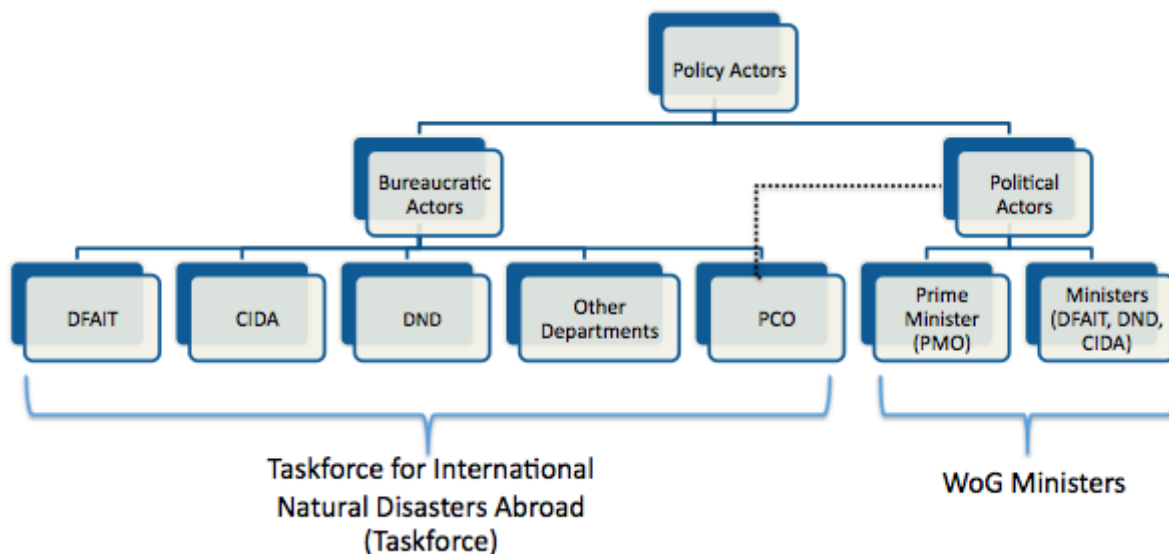 Policy Actors
Bureaucratic
Actors
Political
Actors
DFAIT
CIDA
DND
Other
Departments
PCO
Prime
Minister
(PMO)
Ministers
(DFAIT, DND,
CIDA)
Taskforce for International
Natural Disasters Abroad
(Taskforce)
WoG Ministers